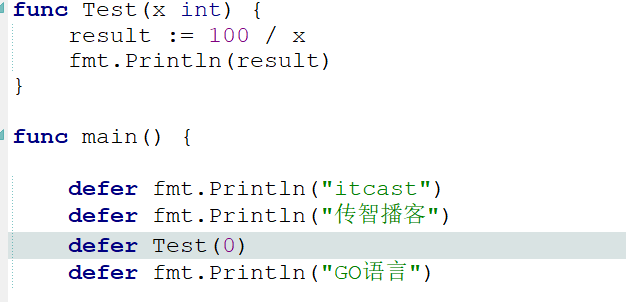 func Test(x int) {
result := 100 / x
fmt.Println(result)
}
func main() {
defer fmt.Println("itcast")
defer fmt.Println("传智播客")
defer Test(0)
defer fmt.Println("GO语言")